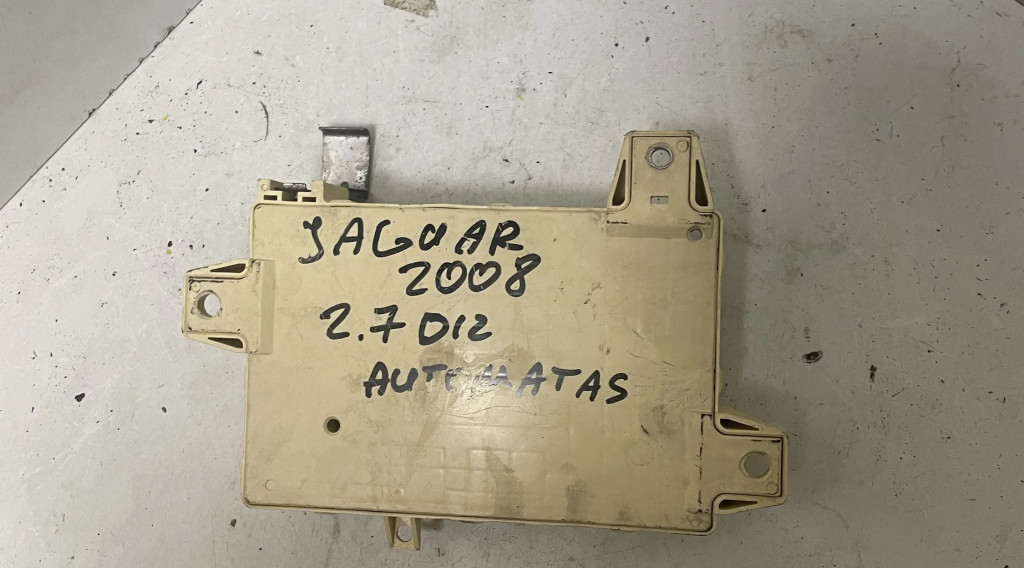 JAGUAR
2008
2.7 DIZ
AUTOMATAS